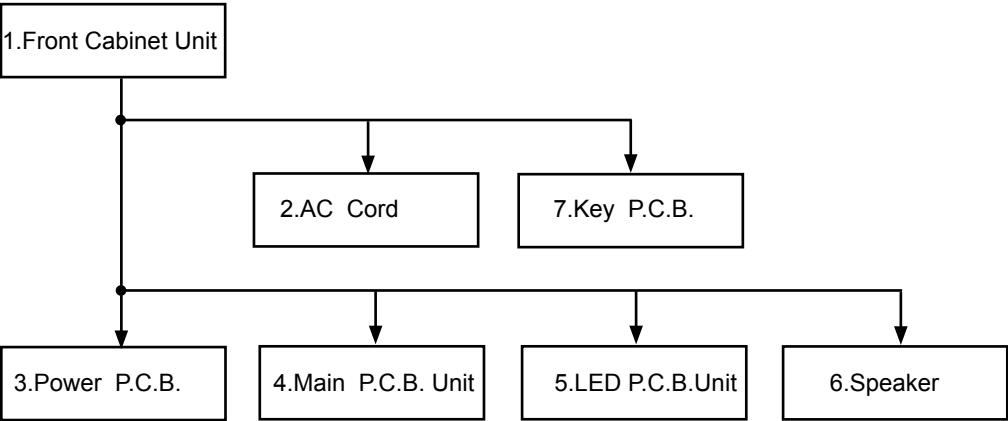 1.Front Cabinet Unit
2.AC Cord
7.Key P.C.B.
3.Power P.C.B.
4.Main P.C.B. Unit
5.LED P.C.B.Unit
6.Speaker